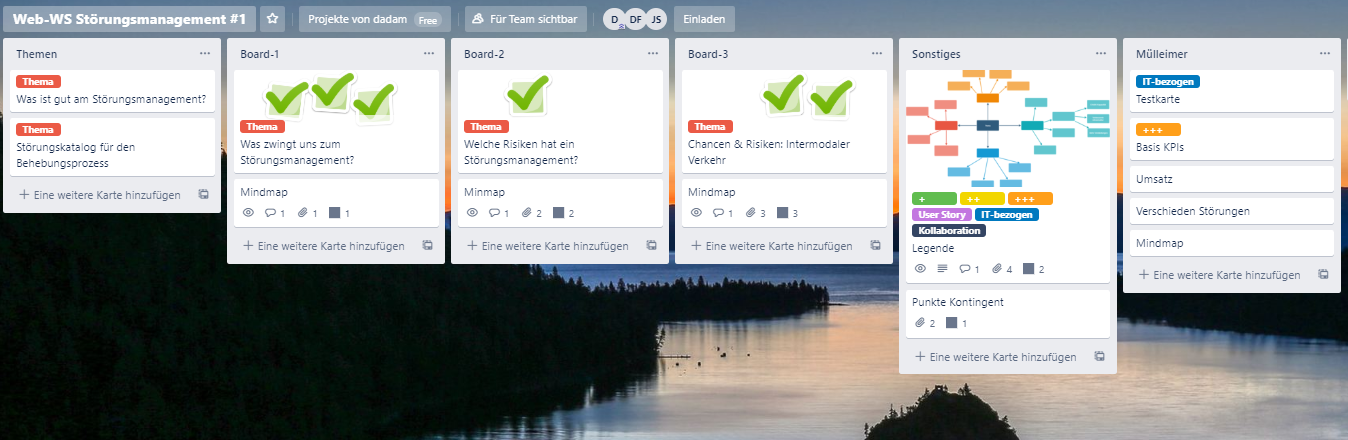 Web-WS Störungsmanagement #1
Projekte von dadam Free
Für Team sichtbar
D DF JS
Einladen
Themen
Thema
Was ist gut am Störungsmanagement?
Thema
Störungskatalog für den
Behebungsprozess
+ Eine weitere Karte hinzufügen
Board-1
Thema
Was zwingt uns zum
Störungsmanagement?
Mindmap
1 1 1
+ Eine weitere Karte hinzufügen
Board-2
Thema
Welche Risiken hat ein
Störungsmanagement?
Minmap
1 2 2
+ Eine weitere Karte hinzufügen
Board-3
Thema
Chancen & Risiken: Intermodaler
Verkehr
Mindmap
1 3 3
+ Eine weitere Karte hinzufügen
Sonstiges
+ ++ +++
User Story IT-bezogen
Kollaboration
Legende
1 4 2
Punkte Kontingent
2 1
+ Eine weitere Karte hinzufügen
Mülleimer
IT-bezogen
Testkarte
+++
Basis KPIs
Umsatz
Verschieden Störungen
Mindmap
+ Eine weitere Karte hinzufügen